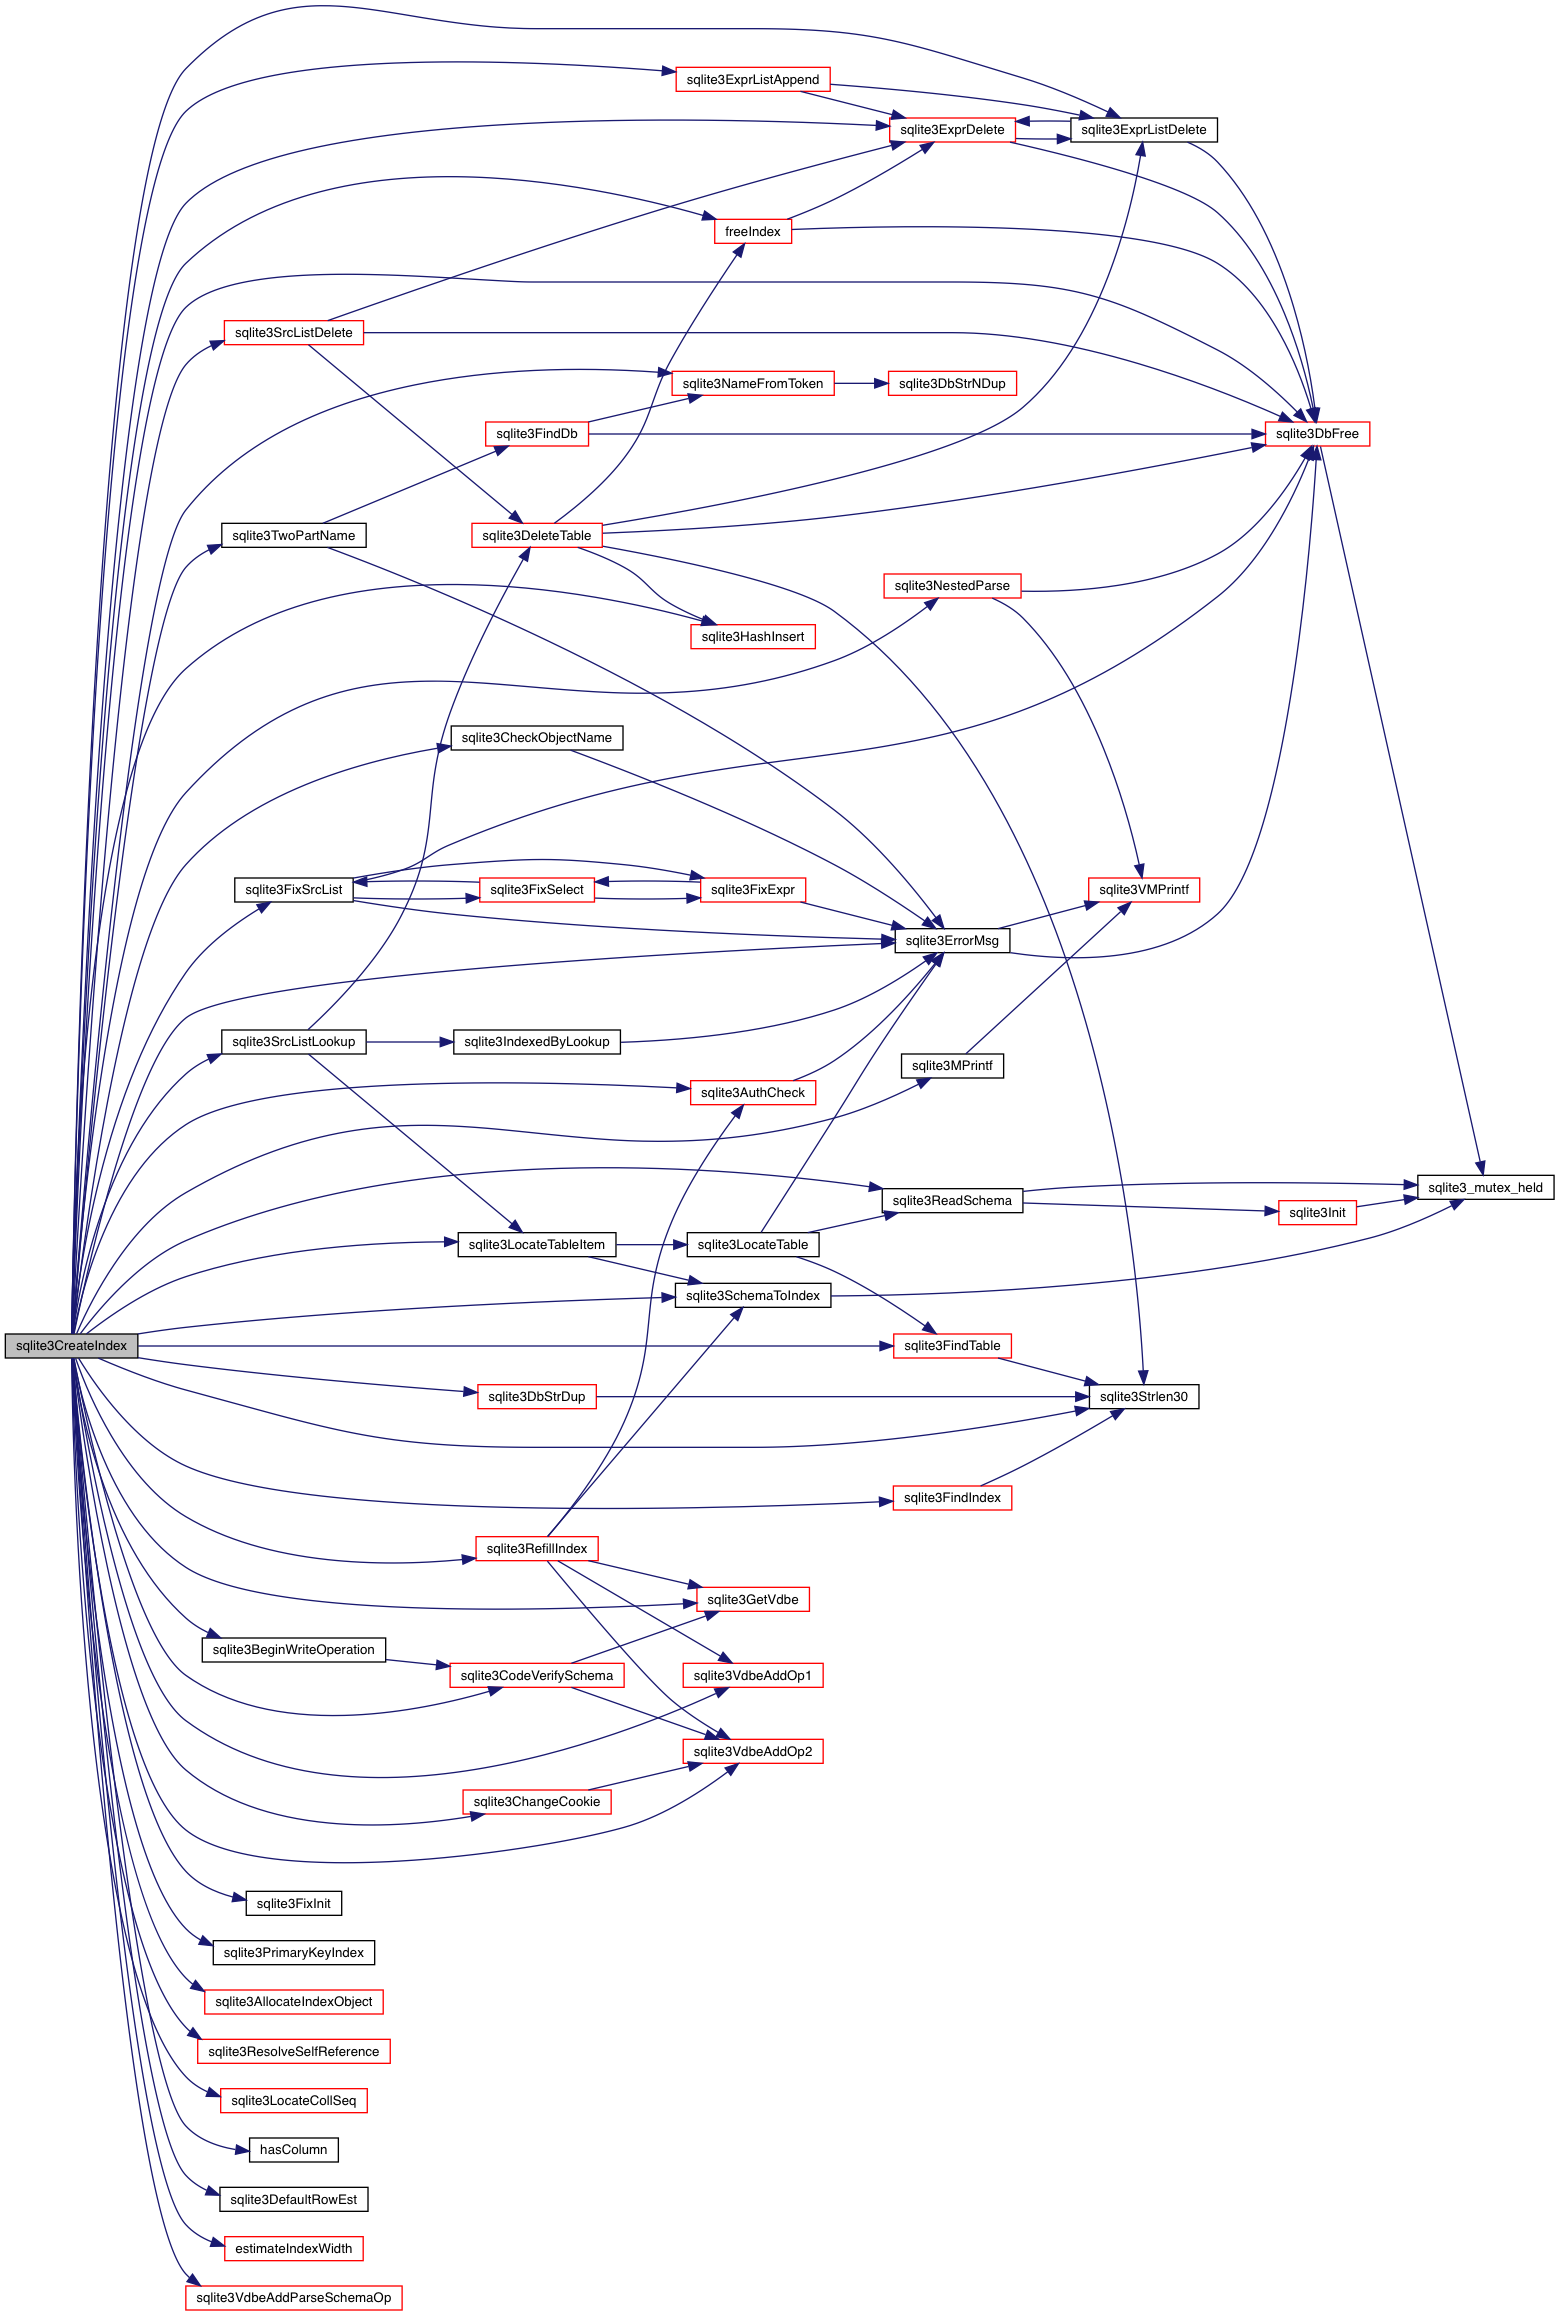 sqlite3ExprListAppend
sqlite3ExprDelete
sqlite3ExprListDelete
freeIndex
sqlite3SrcListDelete
sqlite3NameFromToken
sqlite3DbStrNDup
sqlite3FindDb
sqlite3DbFree
sqlite3TwoPartName
sqlite3DeleteTable
sqlite3NestedParse
sqlite3HashInsert
sqlite3CheckObjectName
sqlite3FixSrcList
sqlite3FixSelect
sqlite3FixExpr
sqlite3VMPrintf
sqlite3ErrorMsg
sqlite3SrcListLookup
sqlite3IndexedByLookup
sqlite3MPrintf
sqlite3AuthCheck
sqlite3_mutex_held
sqlite3ReadSchema
sqlite3Init
sqlite3LocateTableItem
sqlite3LocateTable
sqlite3SchemaToIndex
sqlite3CreateIndex
sqlite3FindTable
sqlite3DbStrDup
sqlite3Strlen30
sqlite3FindIndex
sqlite3RefillIndex
sqlite3GetVdbe
sqlite3BeginWriteOperation
sqlite3CodeVerifySchema
sqlite3VdbeAddOp1
sqlite3VdbeAddOp2
sqlite3ChangeCookie
sqlite3FixInit
sqlite3PrimaryKeyIndex
sqlite3AllocateIndexObject
sqlite3ResolveSelfReference
sqlite3LocateCollSeq
hasColumn
sqlite3DefaultRowEst
estimateIndexWidth
sqlite3VdbeAddParseSchemaOp